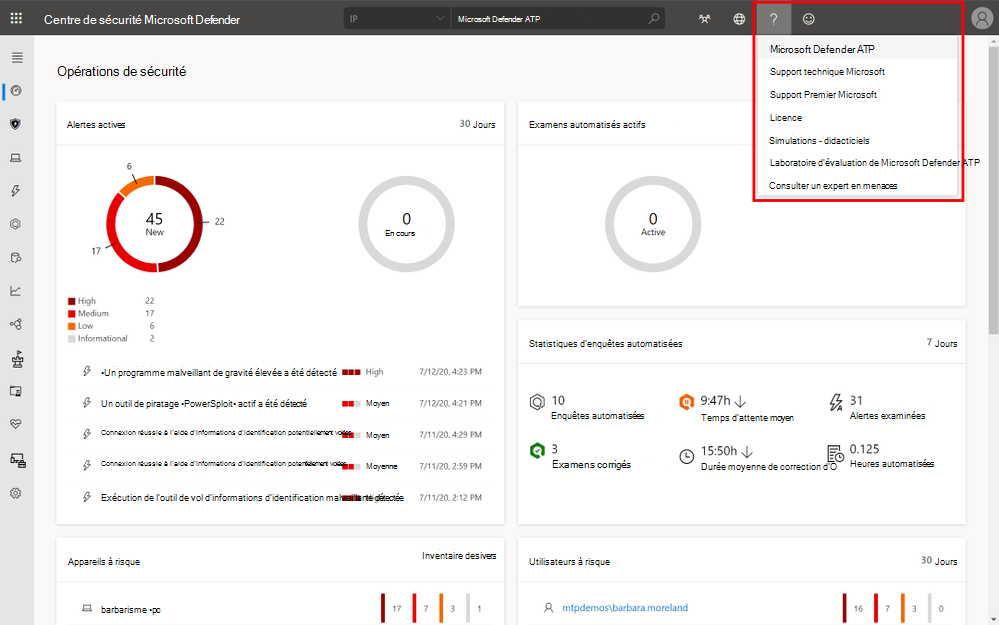 Centre de sécurité Microsoft Defender
IP
Microsoft Defender ATP
?
Microsoft Defender ATP
Support technique Microsoft
Support Premier Microsoft
Licence
Simulations - didacticiels
Laboratoire d'évaluation de Microsoft Defender ATP
Consulter un expert en menaces
Opérations de sécurité
Alertes actives
30 Jours
6
45
New
22
17
0
En cours
High 22
Medium 17
Low 6
Informational 2
•Un programme malveillant de gravité élevée a été détecté High 7/12/20, 4:23 PM
Un outil de piratage •PowerSploit• actif a été détecté Moyen 7/12/20, 4:21 PM
Connexion réussie à l'aide d'informations d'identification potentiellement volées Moyen 7/11/20, 4:29 PM
Connexion réussie à l'aide d'informations d'identification potentiellement volées Moyenne 7/11/20, 2:59 PM
Exécution de l'outil de vol d'informations d'identification malveillante détectée 7/11/20, 2:12 PM
Examens automatisés actifs
0
Active
Statistiques d'enquêtes automatisées
7 Jours
10
Enquêtes automatisées
9:47h
Temps d'attente moyen
31
Alertes examinées
3
Examens corrigés
15:50h
Durée moyenne de correction d'O
0.125
Heures automatisées
Appareils à risque
Inventaire desivers
barbarisme •pc 17 7 3 1
Utilisateurs à risque
30 Jours
mtpdemos\barbara.moreland 16 7 3 0